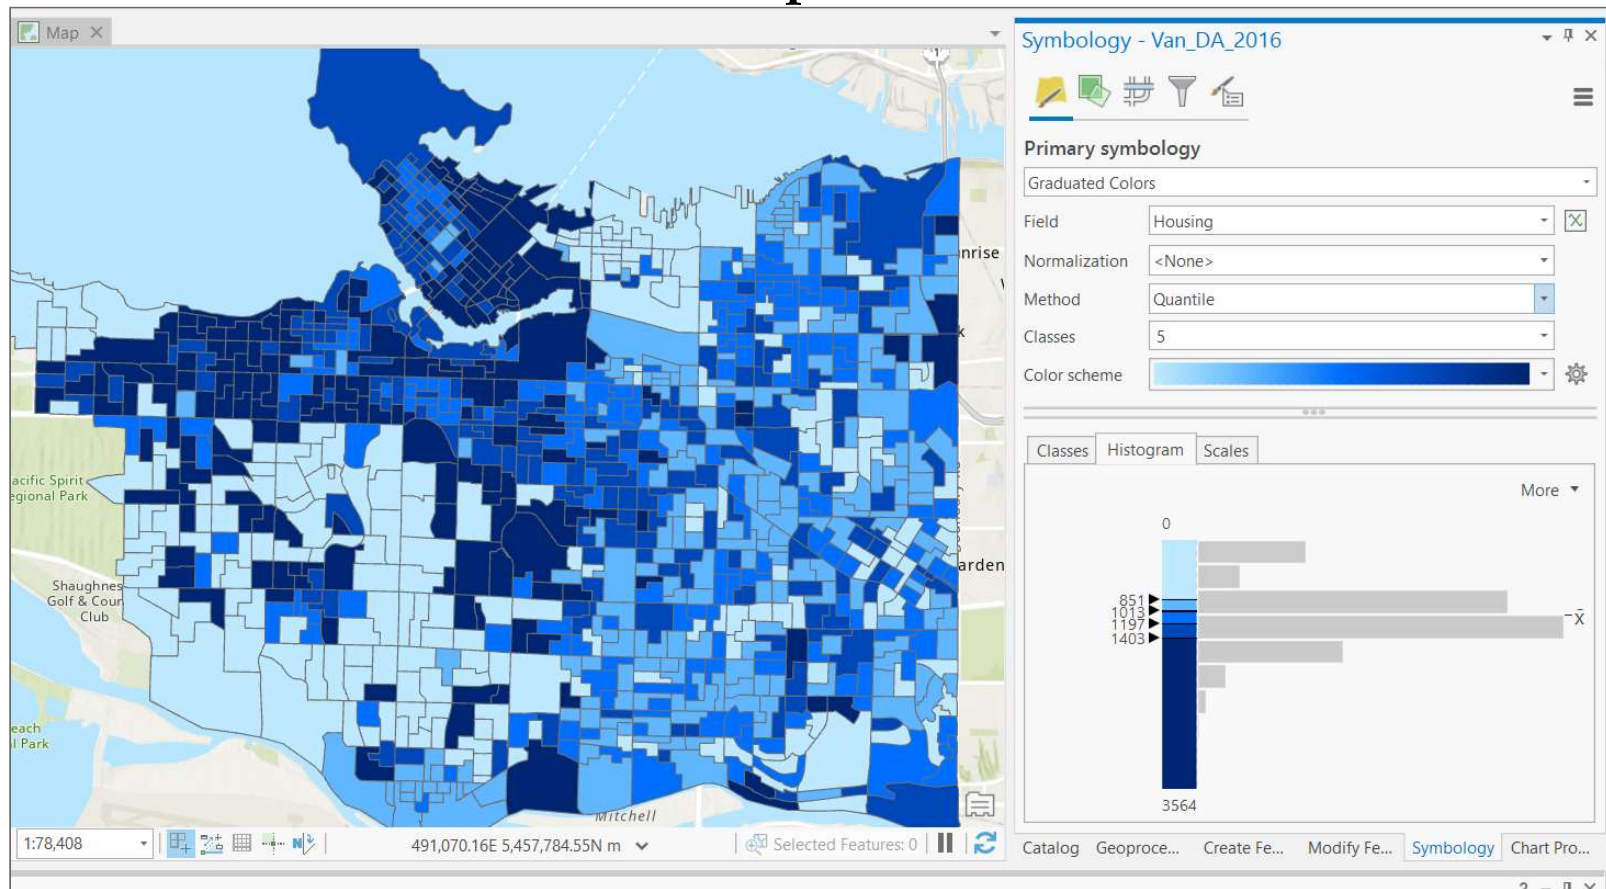 Map
Symbology - Van_DA_2016
Primary symbology
Graduated Colors
Field
Housing
Normalization
<None>
Method
Quantile
Classes
5
Color scheme
Classes
Histogram
Scales
More
0
851
1013
1197
1403
3564
x̄
1
nrise
k
arden
acific Spirit
egional Park
Shaughnes
Golf & Coun
Club
each
l Park
Mitchell
1:78,408
491,070.16E 5,457,784.55N m
Selected Features: 0
Catalog
Geoproce...
Create Fe...
Modify Fe...
Symbology
Chart Pro...